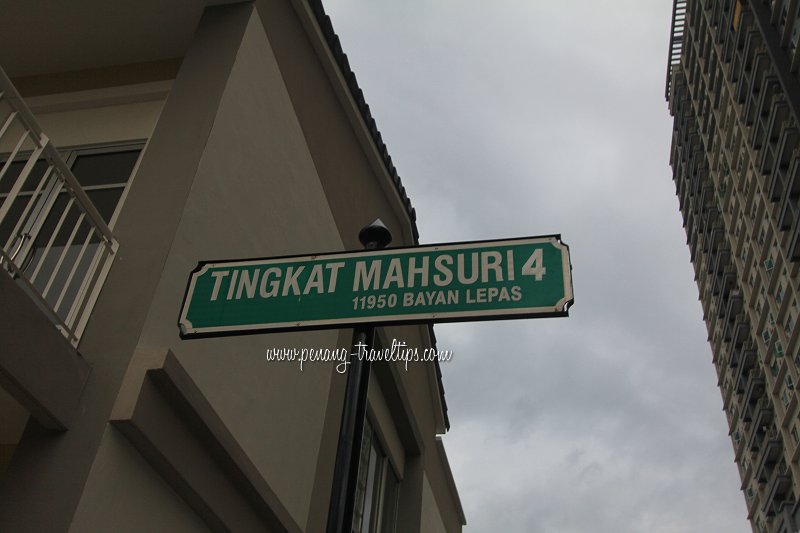 TINGKAT MAHSURI 4
11950 BAYAN LEPAS
www.penang-traveltips.com